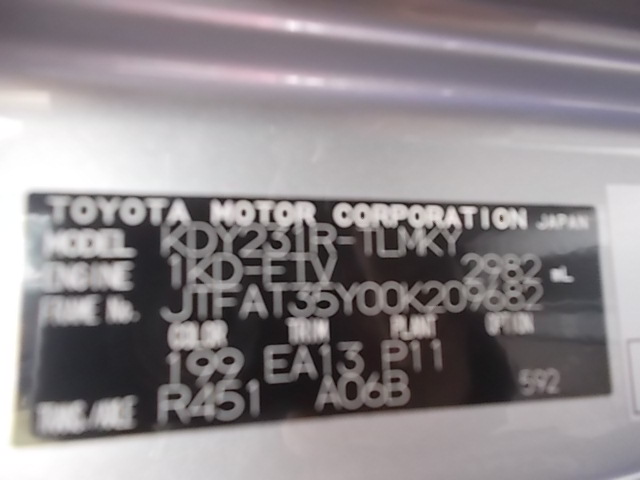 TOYOTA MOTOR CORPORATION JAPAN
MODEL KDY231R-TLMKY
ENGINE 1KD-FTV 2982 mL
FRAME No. JTFAT35Y00K209682
COLOR TRIM PLANT OPTION
199 EA13 P11
TRANS/AXLE R451 A06B 592